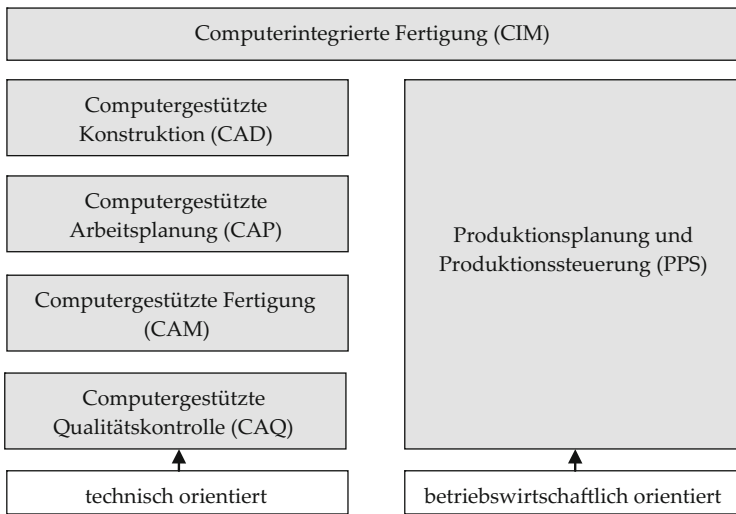 Computerintegrierte Fertigung (CIM)
Computergestützte
Konstruktion (CAD)
Computergestützte
Arbeitsplanung (CAP)
Computergestützte Fertigung
(CAM)
Computergestützte
Qualitätskontrolle (CAQ)
technisch orientiert
Produktionsplanung und
Produktionssteuerung (PPS)
betriebswirtschaftlich orientiert